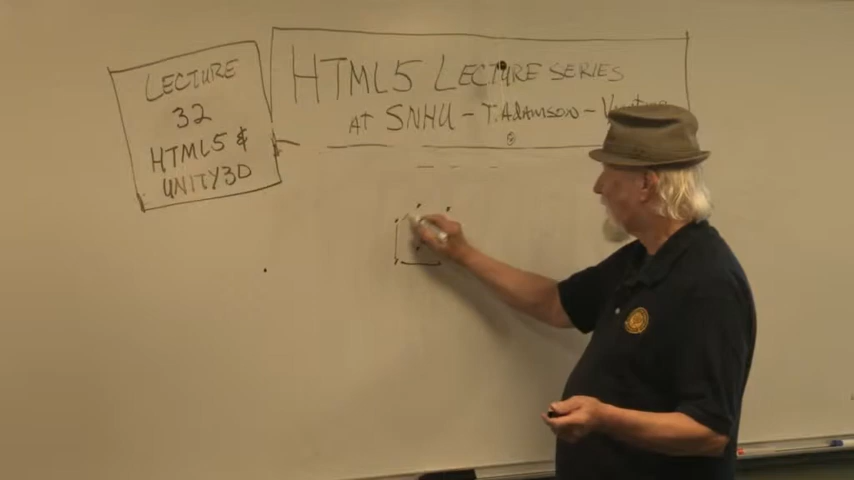 LECTURE
32
HTML5 &
UNITY3D
HTML5 LECTURE SERIES
AT SNHU - T.ADAMSON -